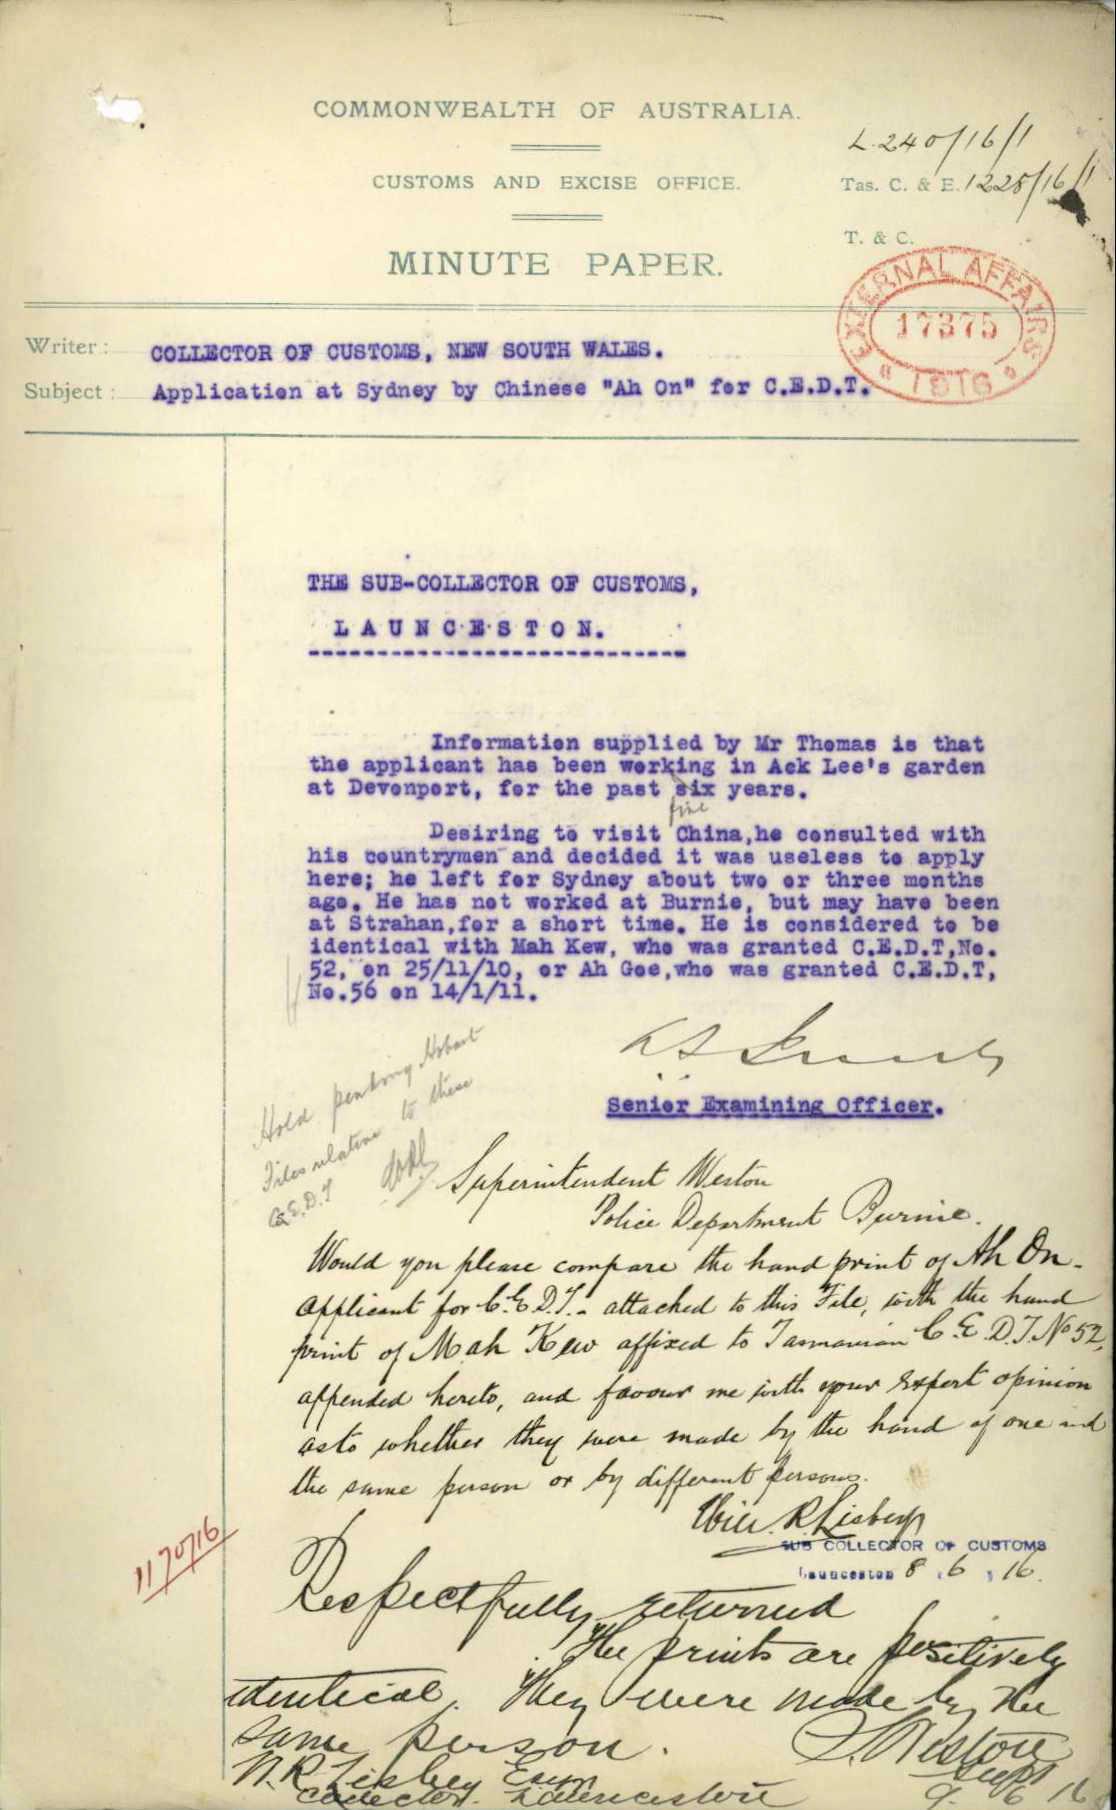 COMMONWEALTH OF AUSTRALIA.
L.240/16/1
CUSTOMS AND EXCISE OFFICE.
Tas. C. & E. 1225/16/1
T. & C.
MINUTE PAPER.
EXTERNAL AFFAIRS
17375
1916
Writer: COLLECTOR OF CUSTOMS, NEW SOUTH WALES.
Subject: Application at Sydney by Chinese "Ah On" for C.E.D.T.
THE SUB-COLLECTOR OF CUSTOMS,
LAUNCESTON.
Information supplied by Mr Thomas is that
the applicant has been working in Ack Lee's garden
at Devonport, for the past six years.
five
Desiring to visit China,he consulted with
his countrymen and decided it was useless to apply
here; he left for Sydney about two or three months
ago. He has not worked at Burnie, but may have been
at Strahan,for a short time. He is considered to be
identical with Mah Kew, who was granted C.E.D.T,No.
52, on 25/11/10, or Ah Gee,who was granted C.E.D.T,
No.56 on 14/1/11.
Senior Examining Officer.
Hold pending Hobart
Files relative to these
C.E.D.T
Superintendent Weston
Police Department Burnie.
Would you please compare the hand print of Ah On -
applicant for C.E.D.T. - attached to this File, with the hand
print of Mah Kew affixed to Tasmanian C.E.D.T. No 52,
appended hereto, and favour me with your expert opinion
as to whether they were made by the hand of one and
the same person or by different persons.
SUB COLLECTOR OF CUSTOMS
Launceston 8.6.16.
1170716
Respectfully returned
The prints are positively
identical. They were made by the
same person.
Weston
Supt
9 6 16
Collector. Launceston